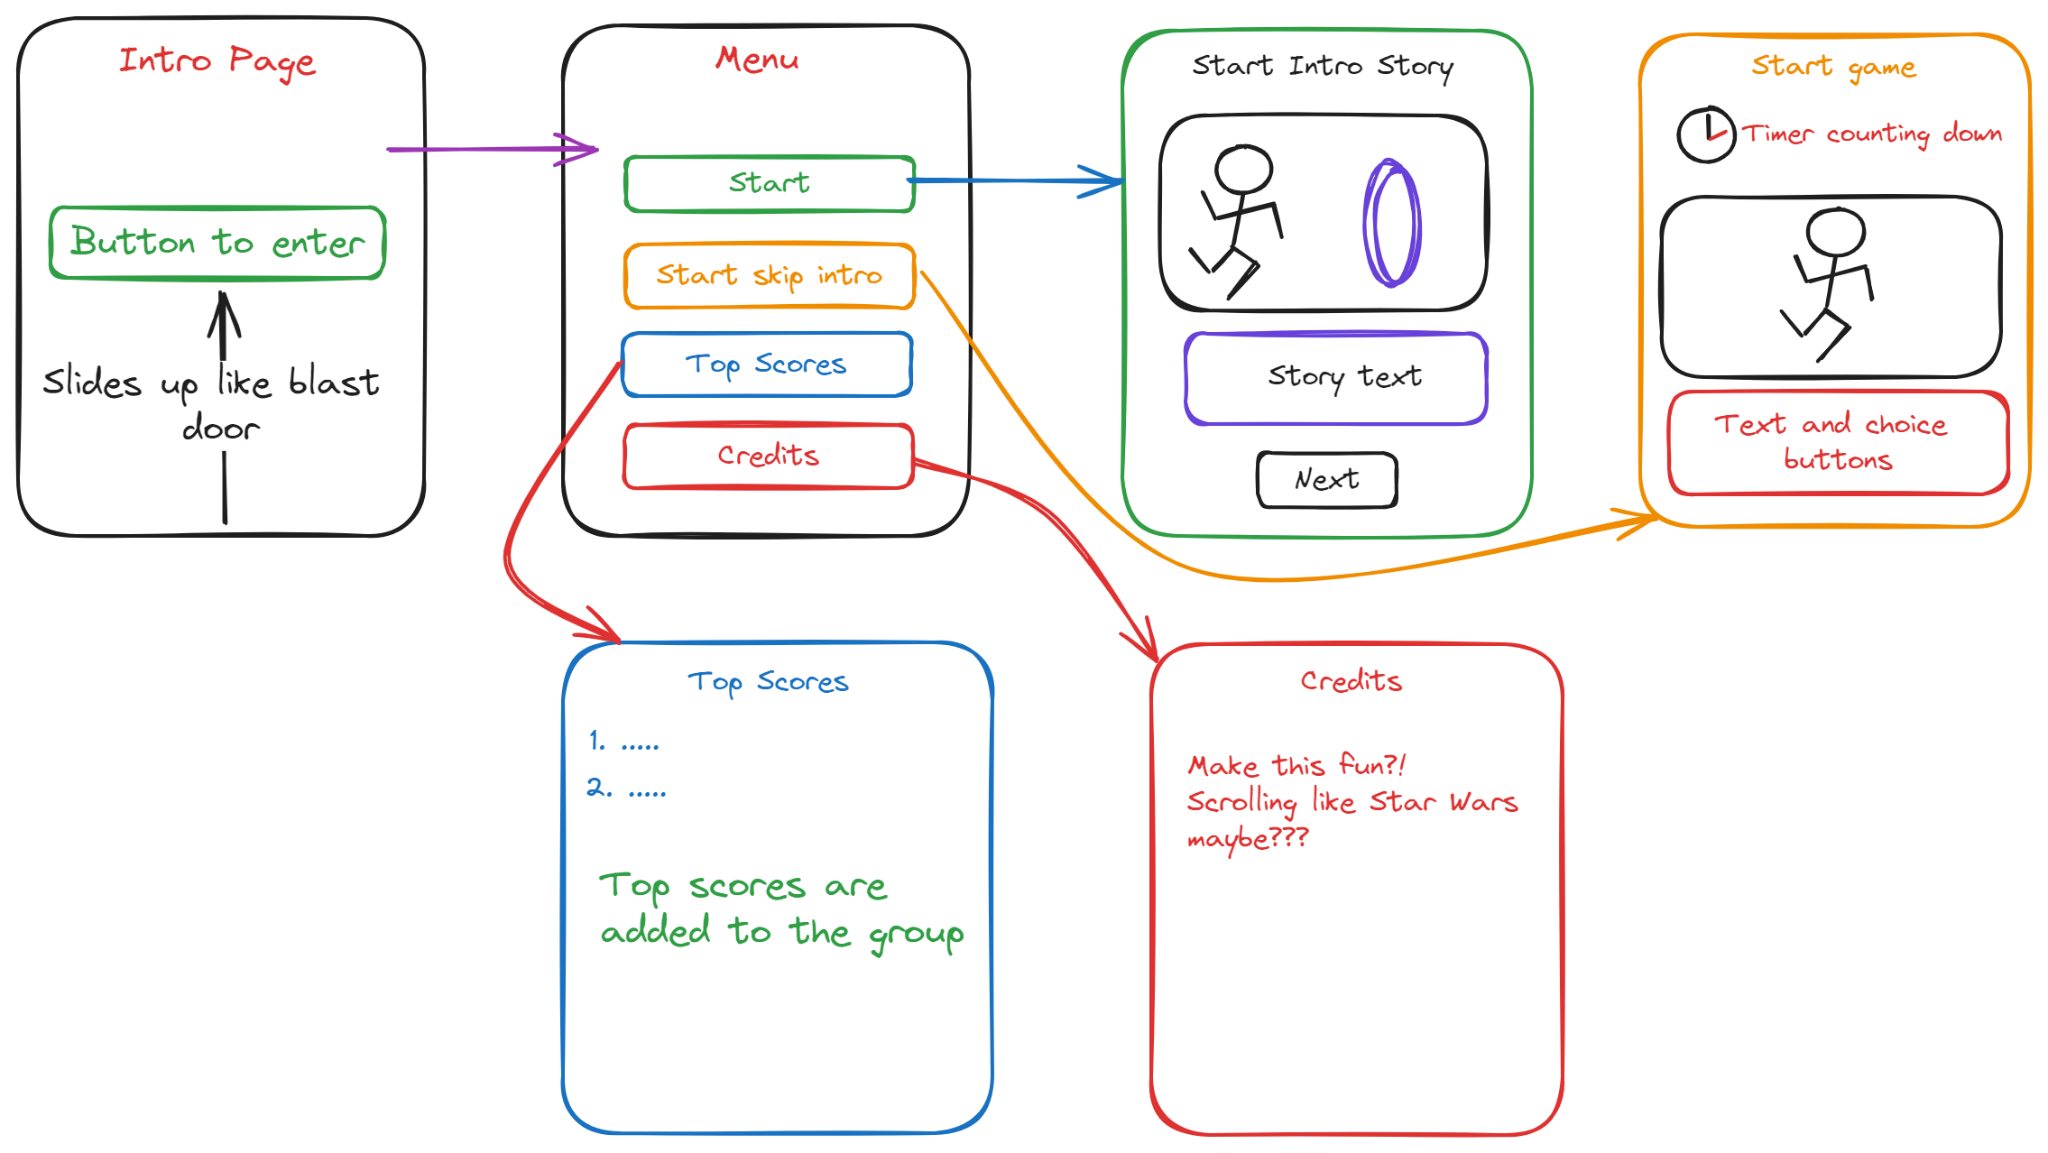 Intro Page
Button to enter
Slides up like blast
door
Menu
Start
Start skip intro
Top Scores
Credits
Start Intro Story
Story text
Next
Start game
Timer counting down
Text and choice
buttons
Top Scores
1. .....
2. .....
Top scores are
added to the group
Credits
Make this fun?!
Scrolling like Star Wars
maybe???